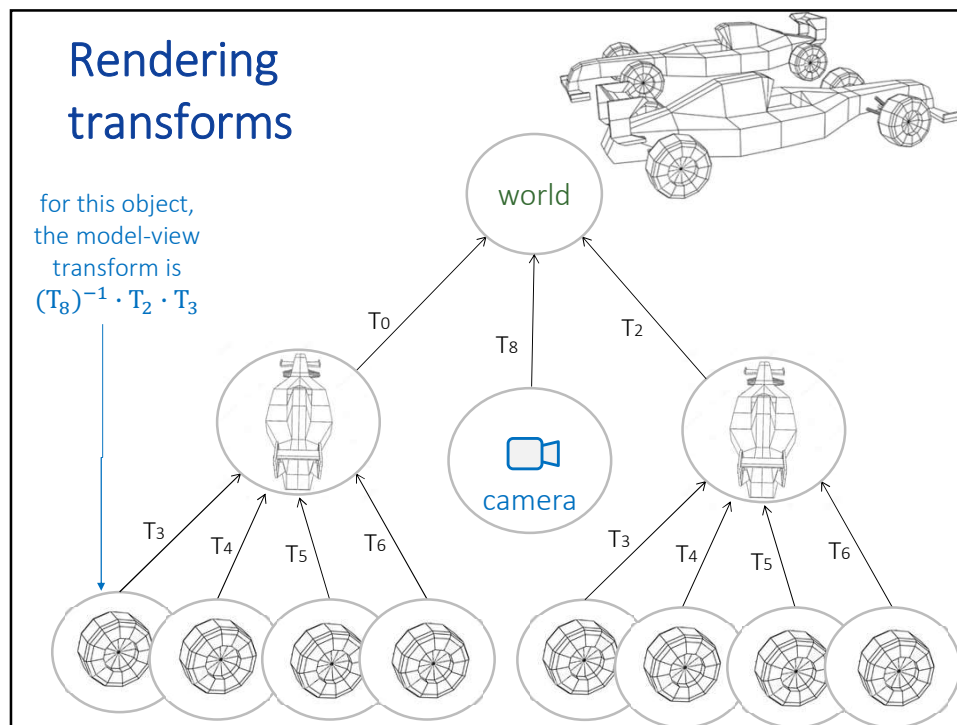 Rendering
transforms
for this object,
the model-view
transform is
(T₈)⁻¹ · T₂ · T₃
world
T0
T8
T2
camera
T3
T4
T5
T6
T3
T4
T5
T6